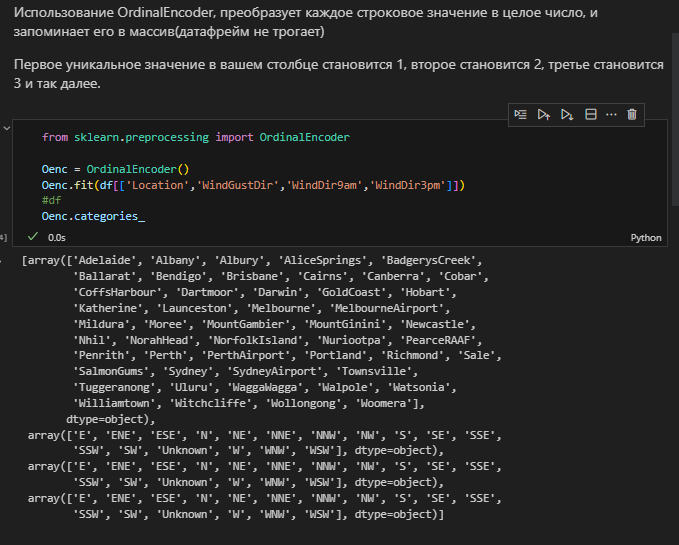 Использование OrdinalEncoder, преобразует каждое строковое значение в целое число, и
запоминает его в массив(датафрейм не трогает)
Первое уникальное значение в вашем столбце становится 1, второе становится 2, третье становится
3 и так далее.
from sklearn.preprocessing import OrdinalEncoder
Oenc = OrdinalEncoder()
Oenc.fit(df[['Location','WindGustDir','WindDir9am','WindDir3pm']])
#df
Oenc.categories_
4] 0.0s Python
[array(['Adelaide', 'Albany', 'Albury', 'AliceSprings', 'BadgerysCreek',
'Ballarat', 'Bendigo', 'Brisbane', 'Cairns', 'Canberra', 'Cobar',
'CoffsHarbour', 'Dartmoor', 'Darwin', 'GoldCoast', 'Hobart',
'Katherine', 'Launceston', 'Melbourne', 'MelbourneAirport',
'Mildura', 'Moree', 'MountGambier', 'MountGinini', 'Newcastle',
'Nhil', 'NorahHead', 'NorfolkIsland', 'Nuriootpa', 'PearceRAAF',
'Penrith', 'Perth', 'PerthAirport', 'Portland', 'Richmond', 'Sale',
'SalmonGums', 'Sydney', 'SydneyAirport', 'Townsville',
'Tuggeranong', 'Uluru', 'WaggaWagga', 'Walpole', 'Watsonia',
'Williamtown', 'Witchcliffe', 'Wollongong', 'Woomera'],
dtype=object),
array(['E', 'ENE', 'ESE', 'N', 'NE', 'NNE', 'NNW', 'NW', 'S', 'SE', 'SSE',
'SSW', 'SW', 'Unknown', 'W', 'WNW', 'WSW'], dtype=object),
array(['E', 'ENE', 'ESE', 'N', 'NE', 'NNE', 'NNW', 'NW', 'S', 'SE', 'SSE',
'SSW', 'SW', 'Unknown', 'W', 'WNW', 'WSW'], dtype=object),
array(['E', 'ENE', 'ESE', 'N', 'NE', 'NNE', 'NNW', 'NW', 'S', 'SE', 'SSE',
'SSW', 'SW', 'Unknown', 'W', 'WNW', 'WSW'], dtype=object)]